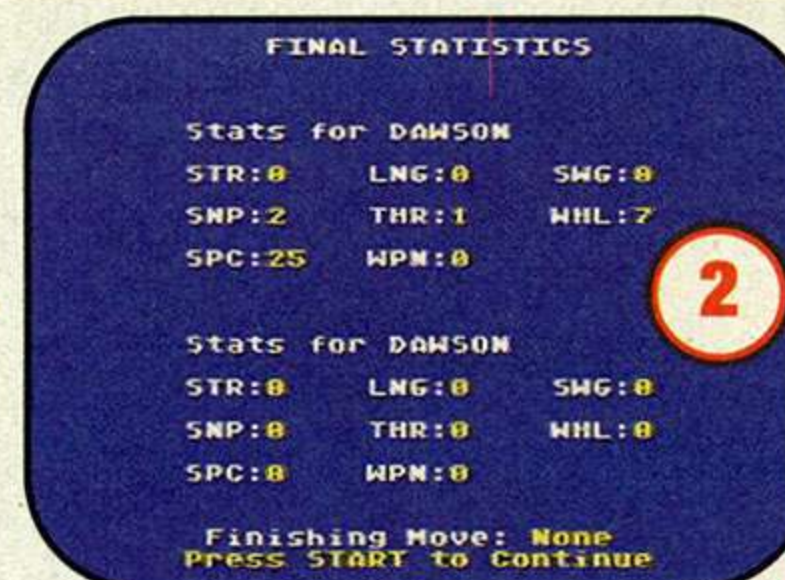 FINAL STATISTICS
Stats for DAWSON
STR:0 LNG:0 SWG:0
SNP:2 THR:1 WHL:7
SPC:25 WPN:0
2
Stats for DAWSON
STR:0 LNG:0 SWG:0
SNP:0 THR:0 WHL:0
SPC:0 WPN:0
Finishing Move: None
Press START to Continue